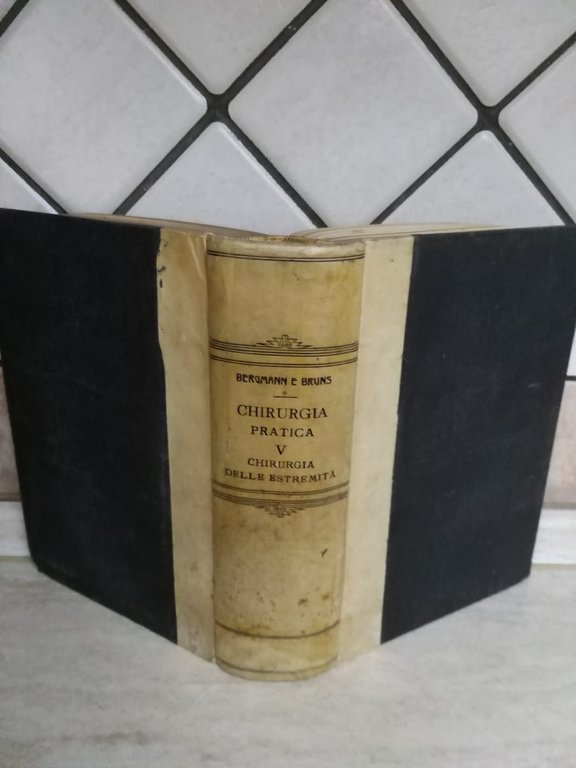 BERGMANN E BRUNS
CHIRURGIA
PRATICA
V
CHIRURGIA
DELLE ESTREMITÀ